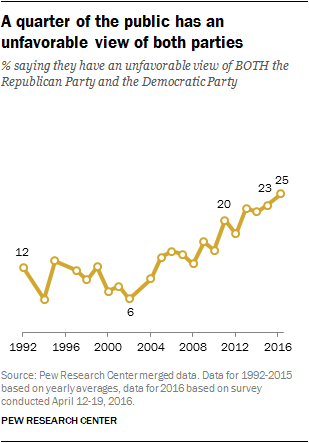 A quarter of the public has an
unfavorable view of both parties
% saying they have an unfavorable view of BOTH the
Republican Party and the Democratic Party
12
6
20
23
25
1992 1996 2000 2004 2008 2012 2016
Source: Pew Research Center merged data. Data for 1992-2015
based on yearly averages, data for 2016 based on survey
conducted April 12-19, 2016.
PEW RESEARCH CENTER